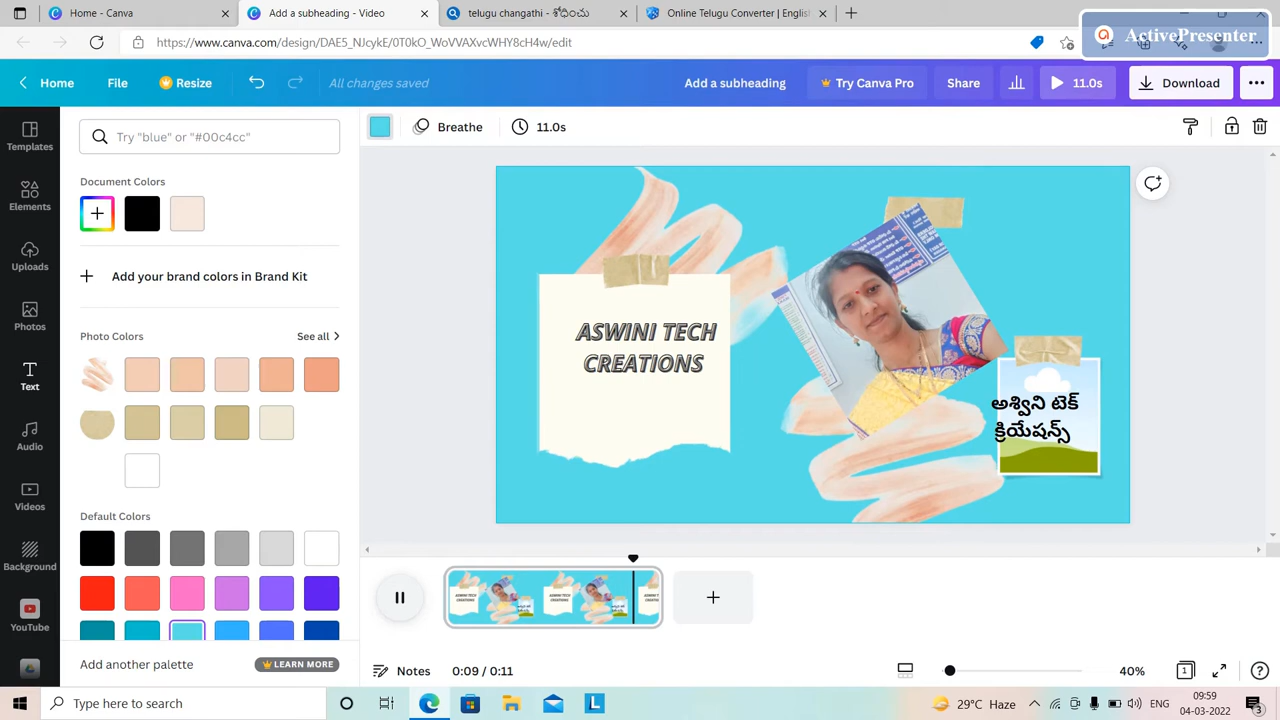 Home - Canva
Add a subheading - Video
telugu changathi - శోధించు
Online Telugu Converter | Englis
ActivePresenter
https://www.canva.com/design/DAE5_NJcykE/0T0kO_WoVVAXvcWHY8cH4w/edit
Home
File
Resize
All changes saved
Add a subheading
Try Canva Pro
Share
11.0s
Download
Templates
Elements
Uploads
Photos
Text
Audio
Videos
Background
YouTube
Try "blue" or "#00c4cc"
Breathe
11.0s
Document Colors
Add your brand colors in Brand Kit
Photo Colors
See all
Default Colors
Add another palette
LEARN MORE
ASWINI TECH
CREATIONS
అశ్విని టెక్
క్రియేషన్స్
Notes
0:09 / 0:11
40%
1
Type here to search
29°C Haze
09:59
04-03-2022
3